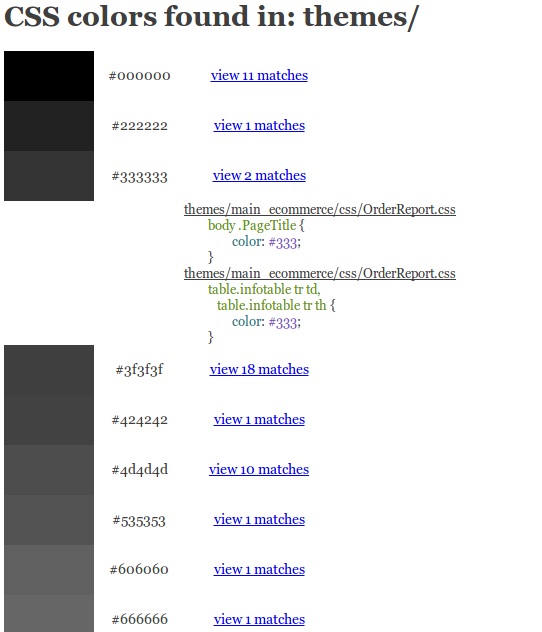 CSS colors found in: themes/
#000000 view 11 matches
#222222 view 1 matches
#333333 view 2 matches
themes/main_ecommerce/css/OrderReport.css
body .PageTitle {
color: #333;
}
themes/main_ecommerce/css/OrderReport.css
table.infotable tr td,
table.infotable tr th {
color: #333;
}
#3f3f3f view 18 matches
#424242 view 1 matches
#4d4d4d view 10 matches
#535353 view 1 matches
#606060 view 1 matches
#666666 view 1 matches